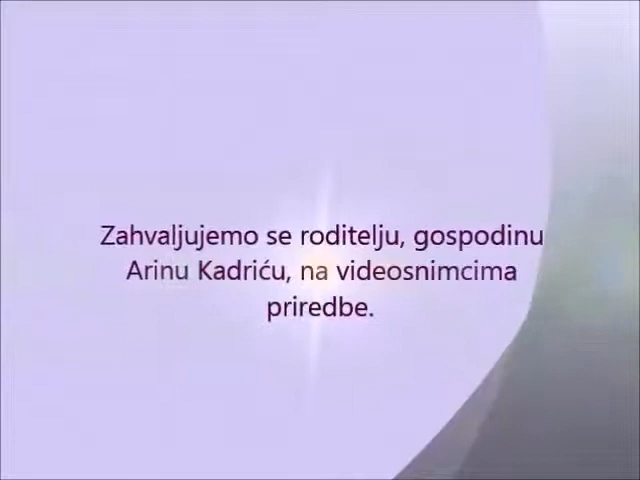 Zahvaljujemo se roditelju, gospodinu
Arinu Kadriću, na videosnimcima
priredbe.